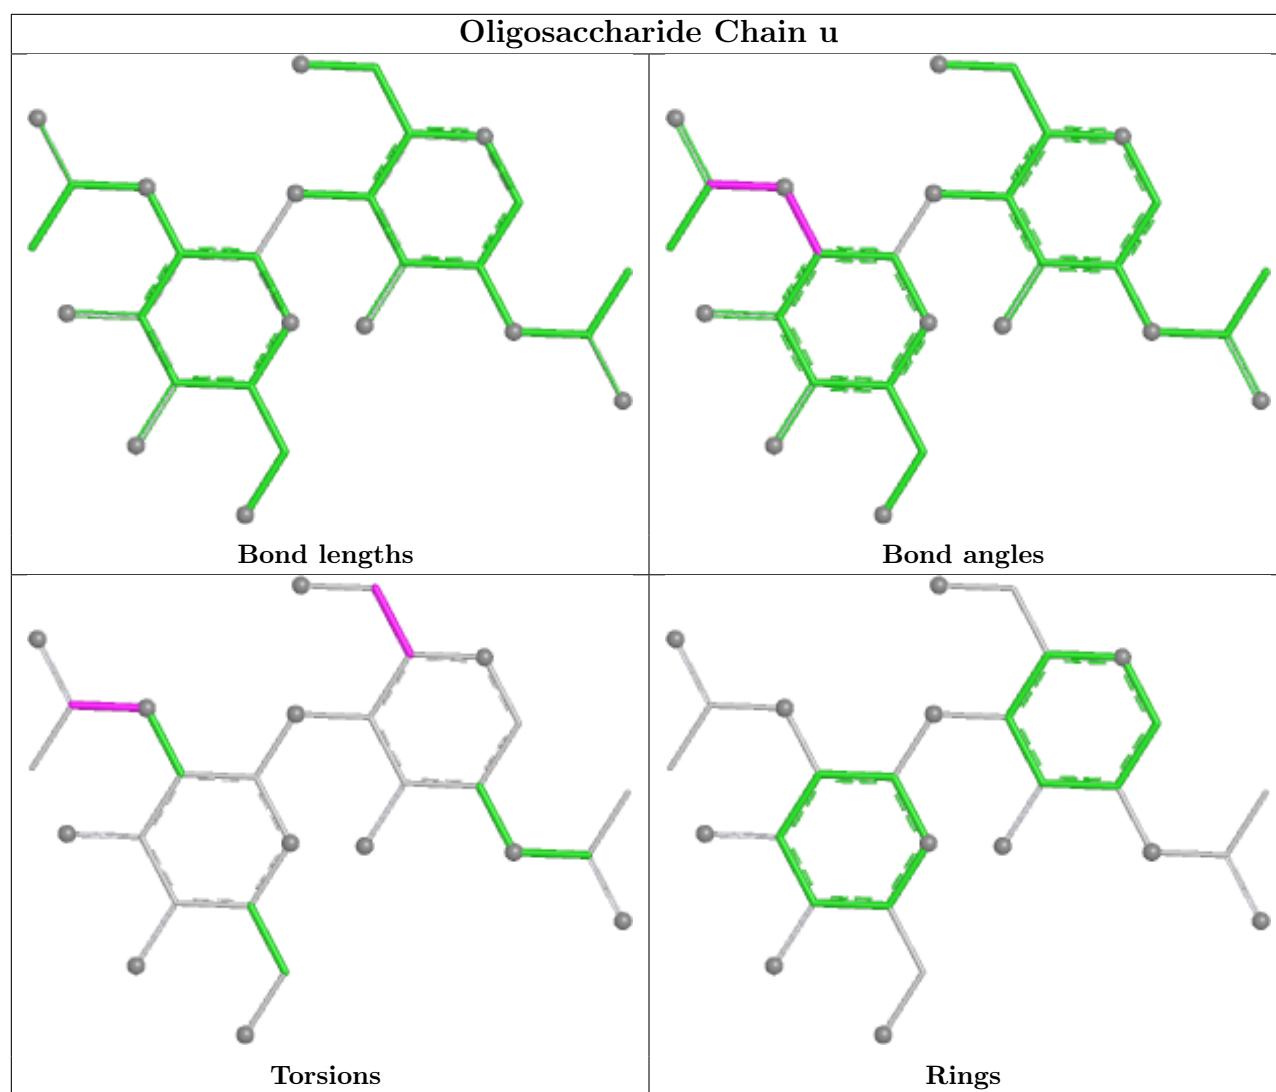 Oligosaccharide Chain u
Bond lengths
Bond angles
Torsions
Rings